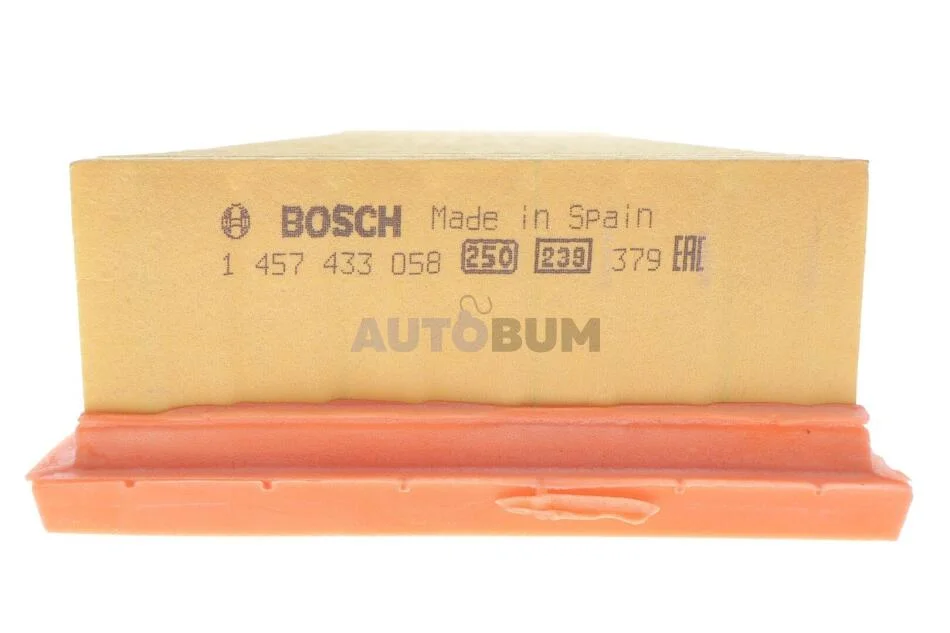 BOSCH Made in Spain
1 457 433 058 250 239 379 EAC
AUTOBUM